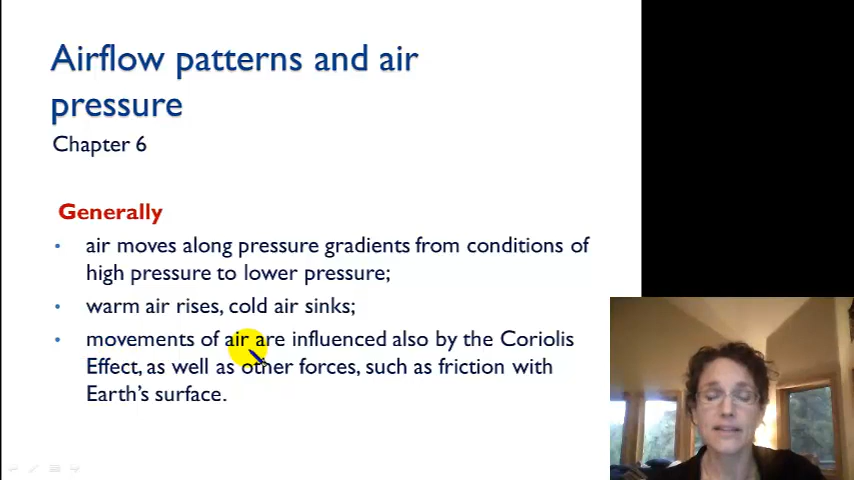 Airflow patterns and air
pressure
Chapter 6
Generally
• air moves along pressure gradients from conditions of
high pressure to lower pressure;
• warm air rises, cold air sinks;
• movements of air are influenced also by the Coriolis
Effect, as well as other forces, such as friction with
Earth's surface.